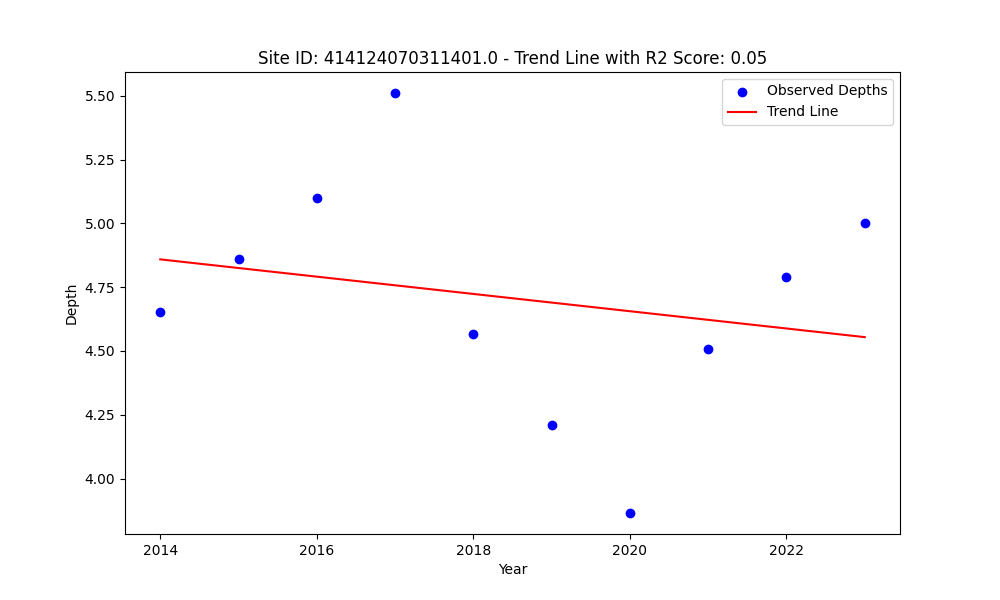 Site ID: 414124070311401.0 - Trend Line with R2 Score: 0.05
Observed Depths
Trend Line
5.50
5.25
5.00
4.75
4.50
4.25
4.00
Depth
2014
2016
2018
2020
2022
Year